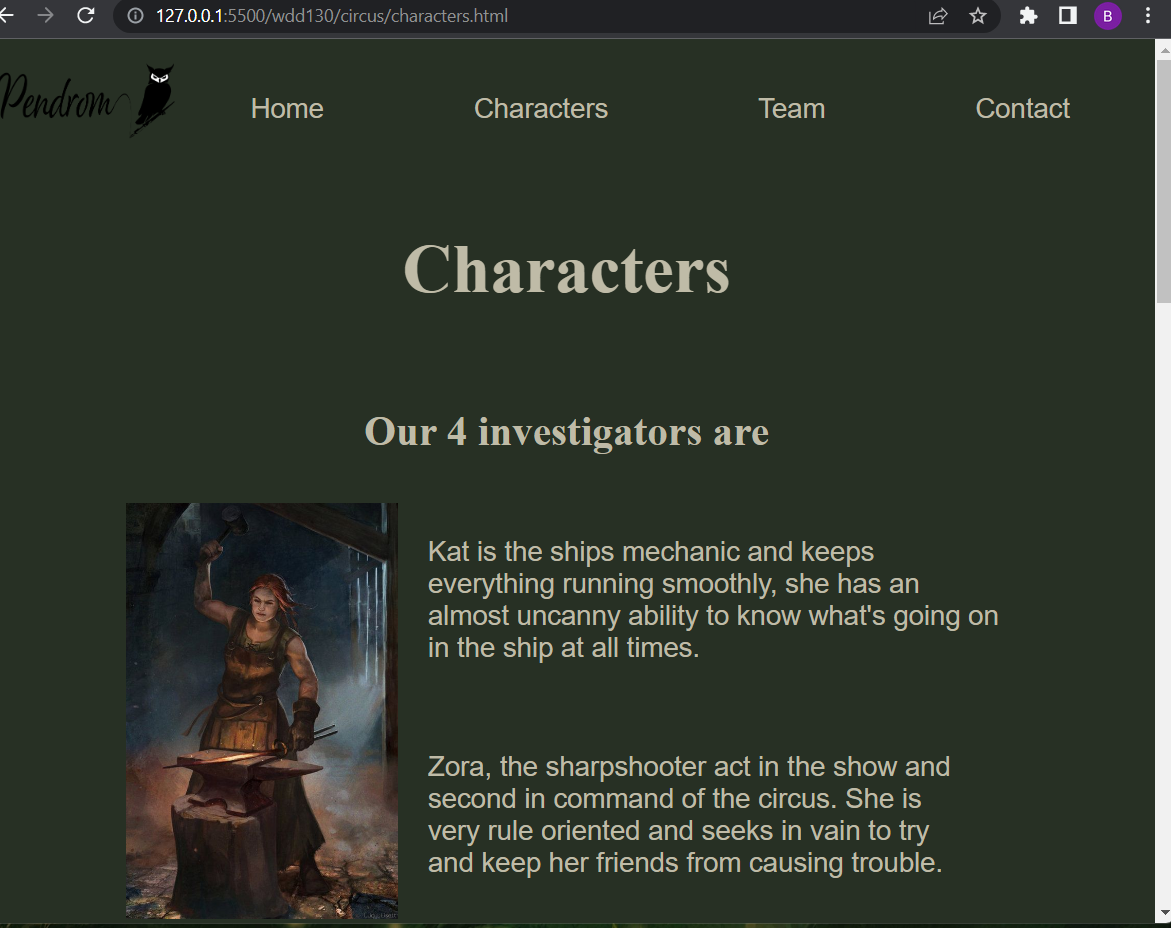 127.0.0.1:5500/wdd130/circus/characters.html
B
Pendrom
Home Characters Team Contact
Characters
Our 4 investigators are
Kat is the ships mechanic and keeps
everything running smoothly, she has an
almost uncanny ability to know what's going on
in the ship at all times.
Zora, the sharpshooter act in the show and
second in command of the circus. She is
very rule oriented and seeks in vain to try
and keep her friends from causing trouble.